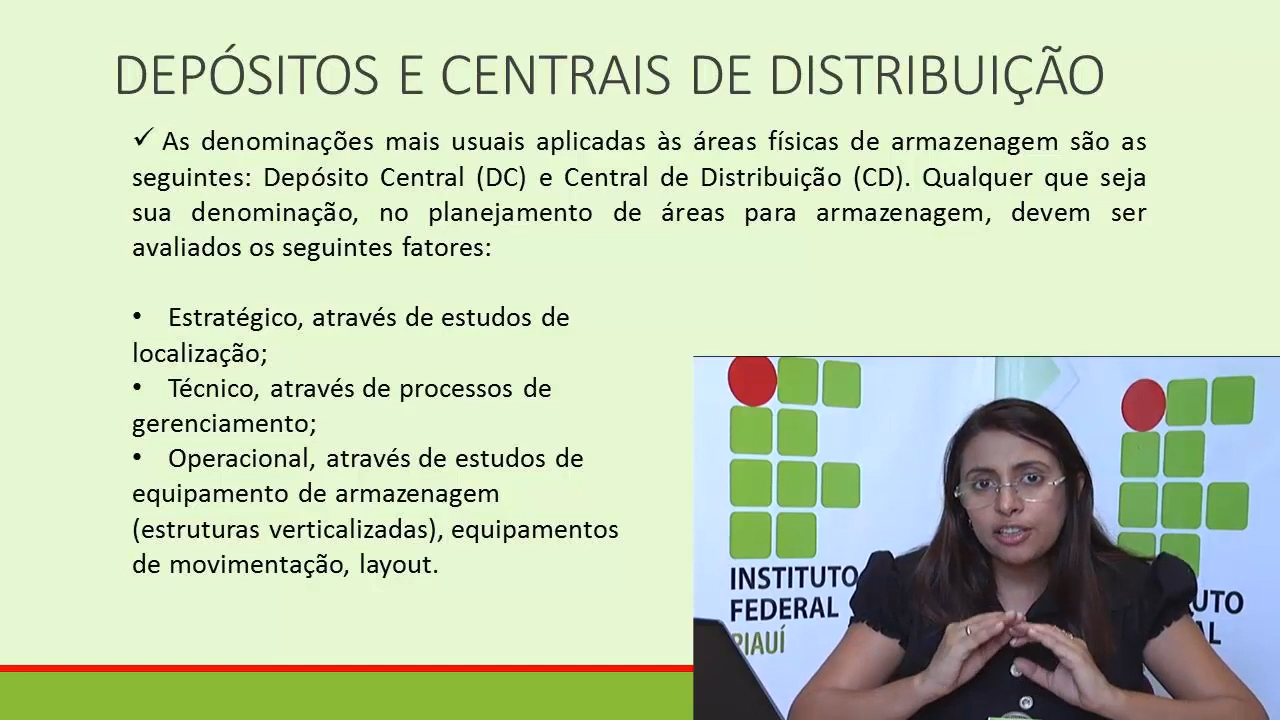 DEPÓSITOS E CENTRAIS DE DISTRIBUIÇÃO
✓ As denominações mais usuais aplicadas às áreas físicas de armazenagem são as
seguintes: Depósito Central (DC) e Central de Distribuição (CD). Qualquer que seja
sua denominação, no planejamento de áreas para armazenagem, devem ser
avaliados os seguintes fatores:
• Estratégico, através de estudos de
localização;
• Técnico, através de processos de
gerenciamento;
• Operacional, através de estudos de
equipamento de armazenagem
(estruturas verticalizadas), equipamentos
de movimentação, layout.
INSTITUTO
FEDERAL
PIAUÍ
UTO
L